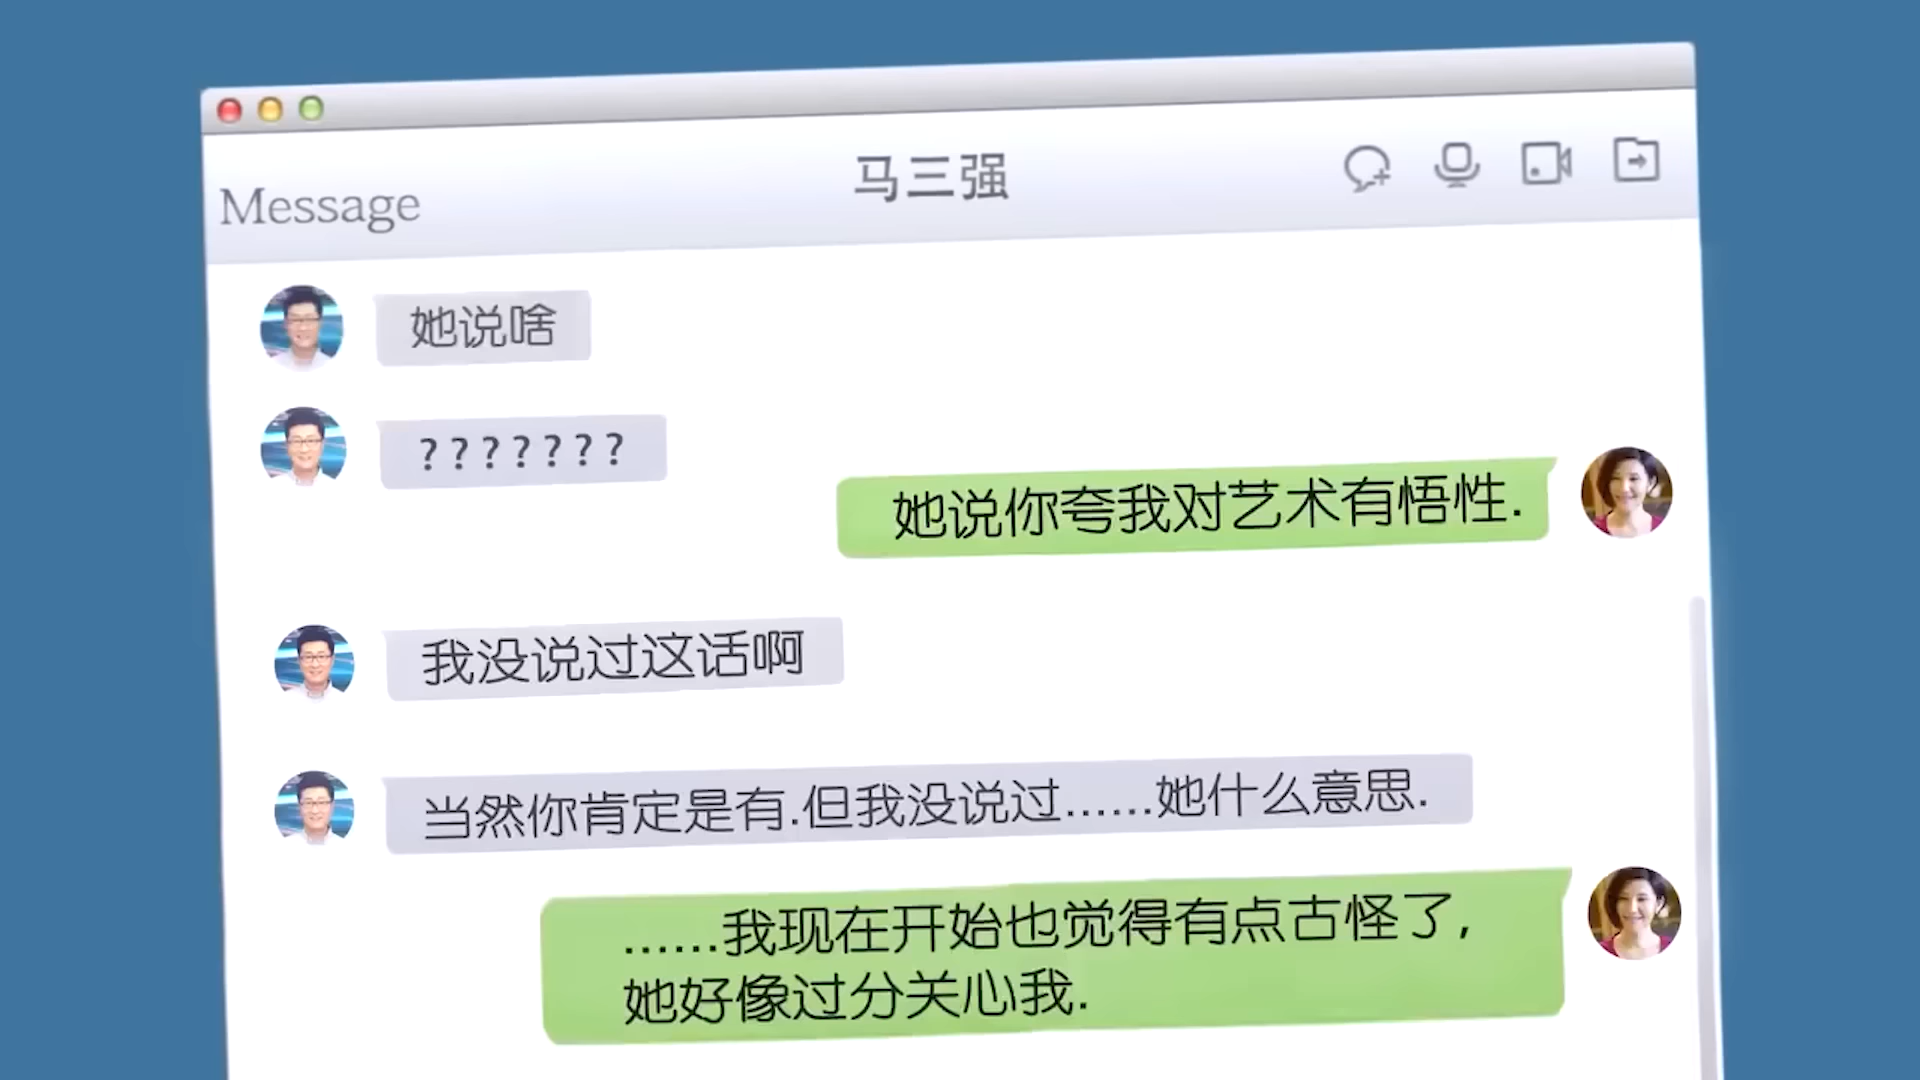 马三强
Message
她说啥
???????
她说你夸我对艺术有悟性.
我没说过这话啊
当然你肯定是有.但我没说过......她什么意思.
......我现在开始也觉得有点古怪了,
她好像过分关心我.